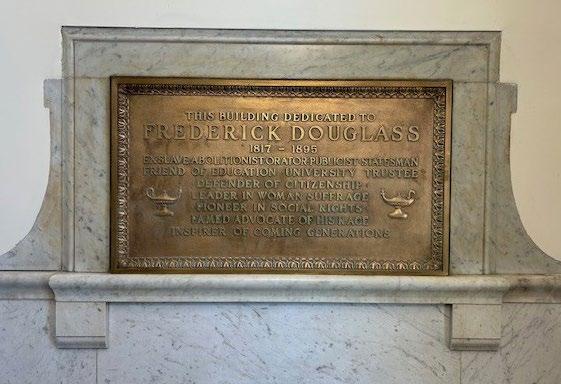 THIS BUILDING DEDICATED TO
FREDERICK DOUGLASS
1817 - 1895
EX-SLAVE·ABOLITIONIST·ORATOR·PUBLICIST·STATESMAN
FRIEND OF EDUCATION·UNIVERSITY TRUSTEE
DEFENDER OF CITIZENSHIP
LEADER IN WOMAN SUFFRAGE
PIONEER IN SOCIAL RIGHTS
FAMED ADVOCATE OF HIS RACE
INSPIRER OF COMING GENERATIONS